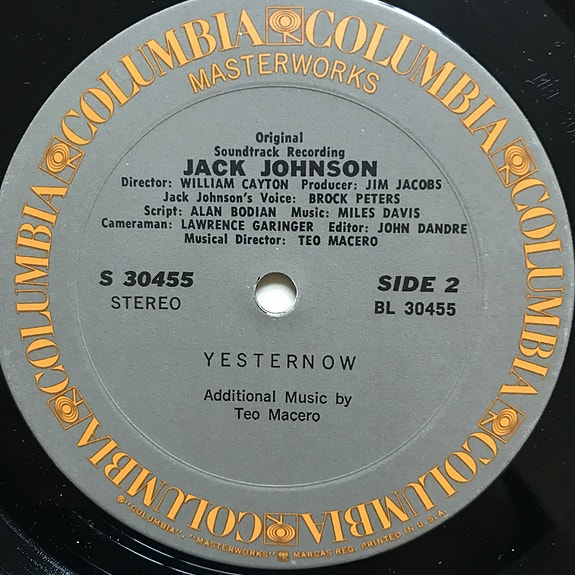 COLUMBIA COLUMBIA COLUMBIA COLUMBIA COLUMBIA COLUMBIA COLUMBIA
MASTERWORKS
Original
Soundtrack Recording
JACK JOHNSON
Director: WILLIAM CAYTON Producer: JIM JACOBS
Jack Johnson's Voice: BROCK PETERS
Script: ALAN BODIAN Music: MILES DAVIS
Cameraman: LAWRENCE GARINGER Editor: JOHN DANDRE
Musical Director: TEO MACERO
S 30455
STEREO
SIDE 2
BL 30455
YESTERNOW
Additional Music by
Teo Macero
℗ "COLUMBIA", "MASTERWORKS", MARCAS REG. PRINTED IN U.S.A.